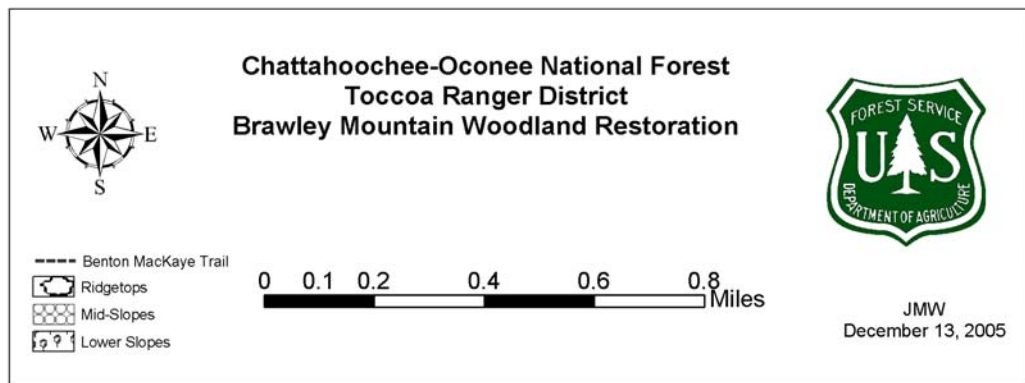 Chattahoochee-Oconee National Forest
Toccoa Ranger District
Brawley Mountain Woodland Restoration
N
W E
S
FOREST SERVICE
U S
DEPARTMENT OF AGRICULTURE
Benton MacKaye Trail
Ridgetops
Mid-Slopes
Lower Slopes
0 0.1 0.2 0.4 0.6 0.8
Miles
JMW
December 13, 2005